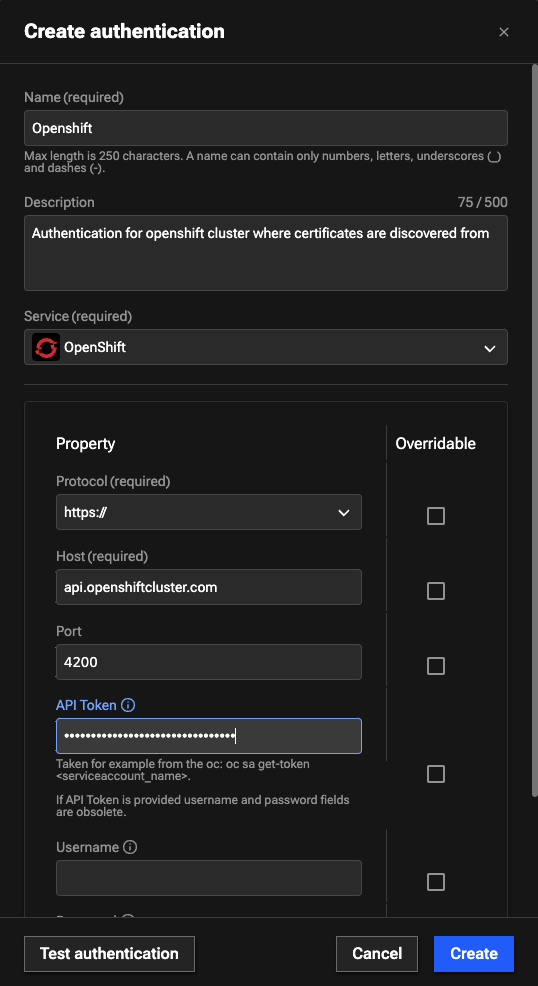 Create authentication
Name (required)
Openshift
Max length is 250 characters. A name can contain only numbers, letters, underscores (_)
and dashes (-).
Description 75 / 500
Authentication for openshift cluster where certificates are discovered from
Service (required)
OpenShift
Property Overridable
Protocol (required)
https://
Host (required)
api.openshiftcluster.com
Port
4200
API Token
Taken for example from the oc: oc sa get-token
<serviceaccount_name>.
If API Token is provided username and password fields
are obsolete.
Username
Test authentication Cancel Create